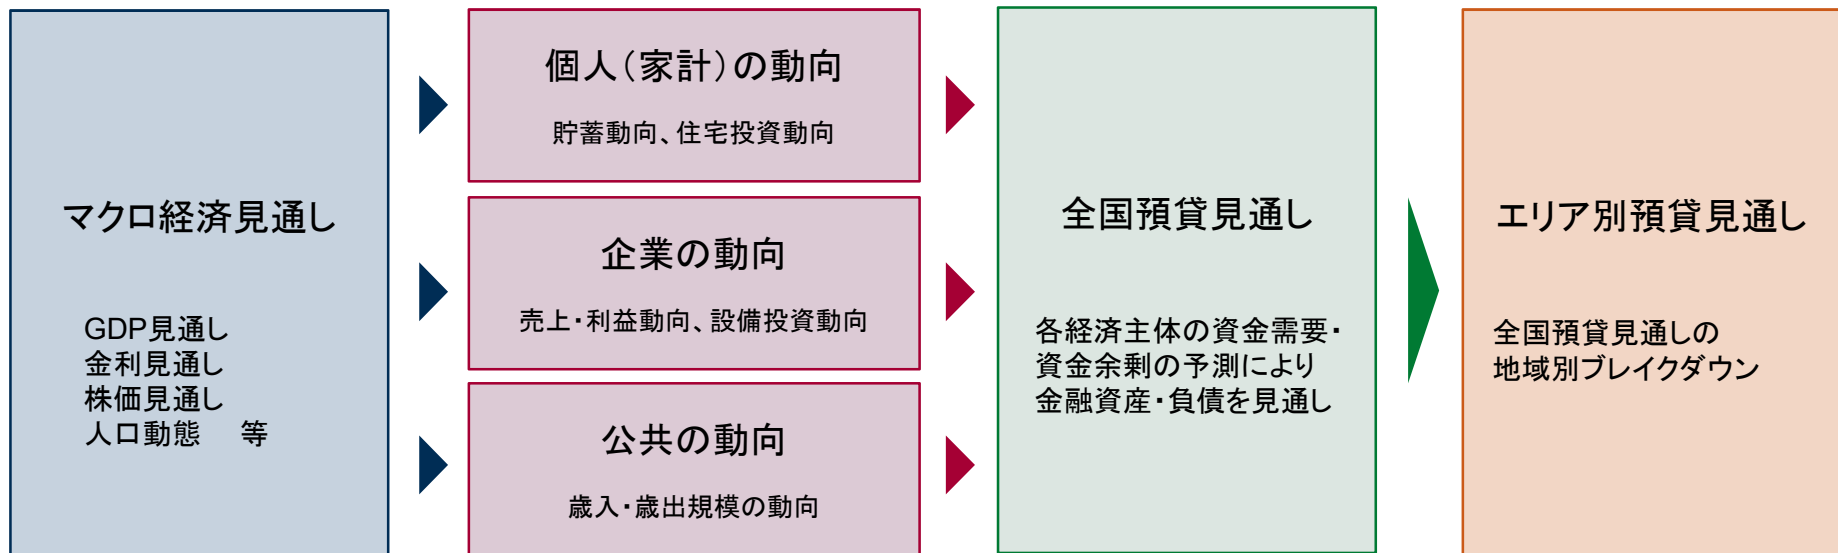 マクロ経済見通し
GDP見通し
金利見通し
株価見通し
人口動態　等
個人（家計）の動向
貯蓄動向、住宅投資動向
企業の動向
売上・利益動向、設備投資動向
公共の動向
歳入・歳出規模の動向
全国預貸見通し
各経済主体の資金需要・
資金余剰の予測により
金融資産・負債を見通し
エリア別預貸見通し
全国預貸見通しの
地域別ブレイクダウン